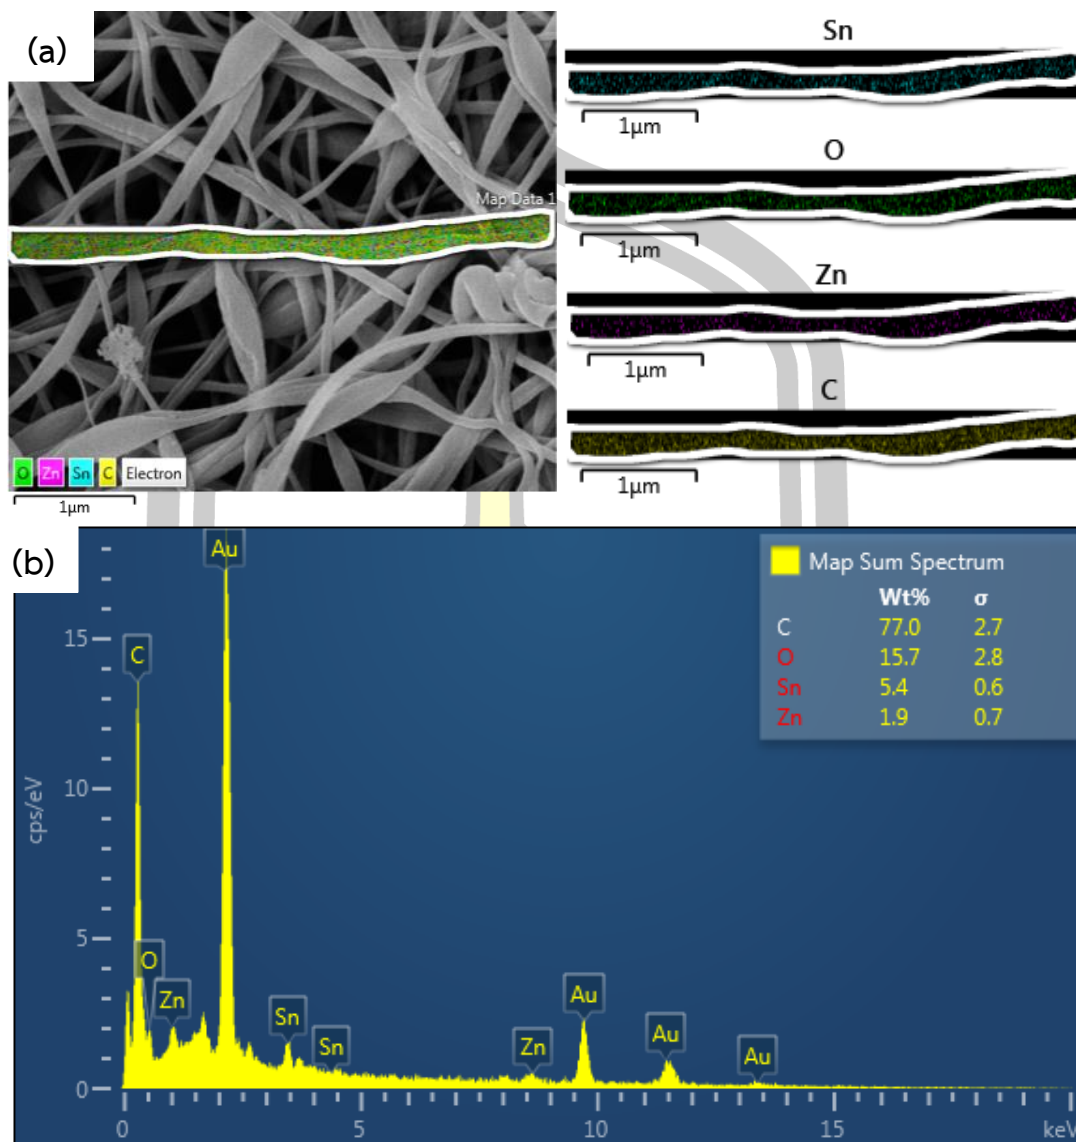 (a)
Map Data 1
O Zn Sn C Electron
1µm
Sn
1µm
O
1µm
Zn
1µm
C
1µm
(b)
cps/eV
15
10
5
0
0 5 10 15 keV
C
O
Zn
Au
Sn
Sn
Zn
Au
Au
Au
Map Sum Spectrum
Wt% σ
C 77.0 2.7
O 15.7 2.8
Sn 5.4 0.6
Zn 1.9 0.7